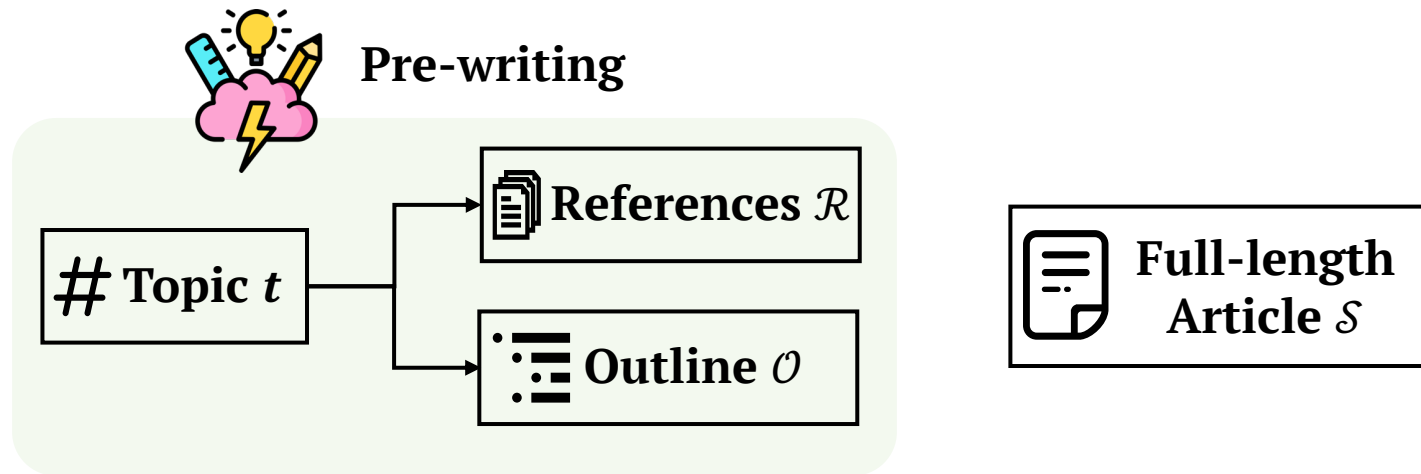 Pre-writing
References ℛ
# Topic t
Full-length
Article 𝒮
Outline 𝒪